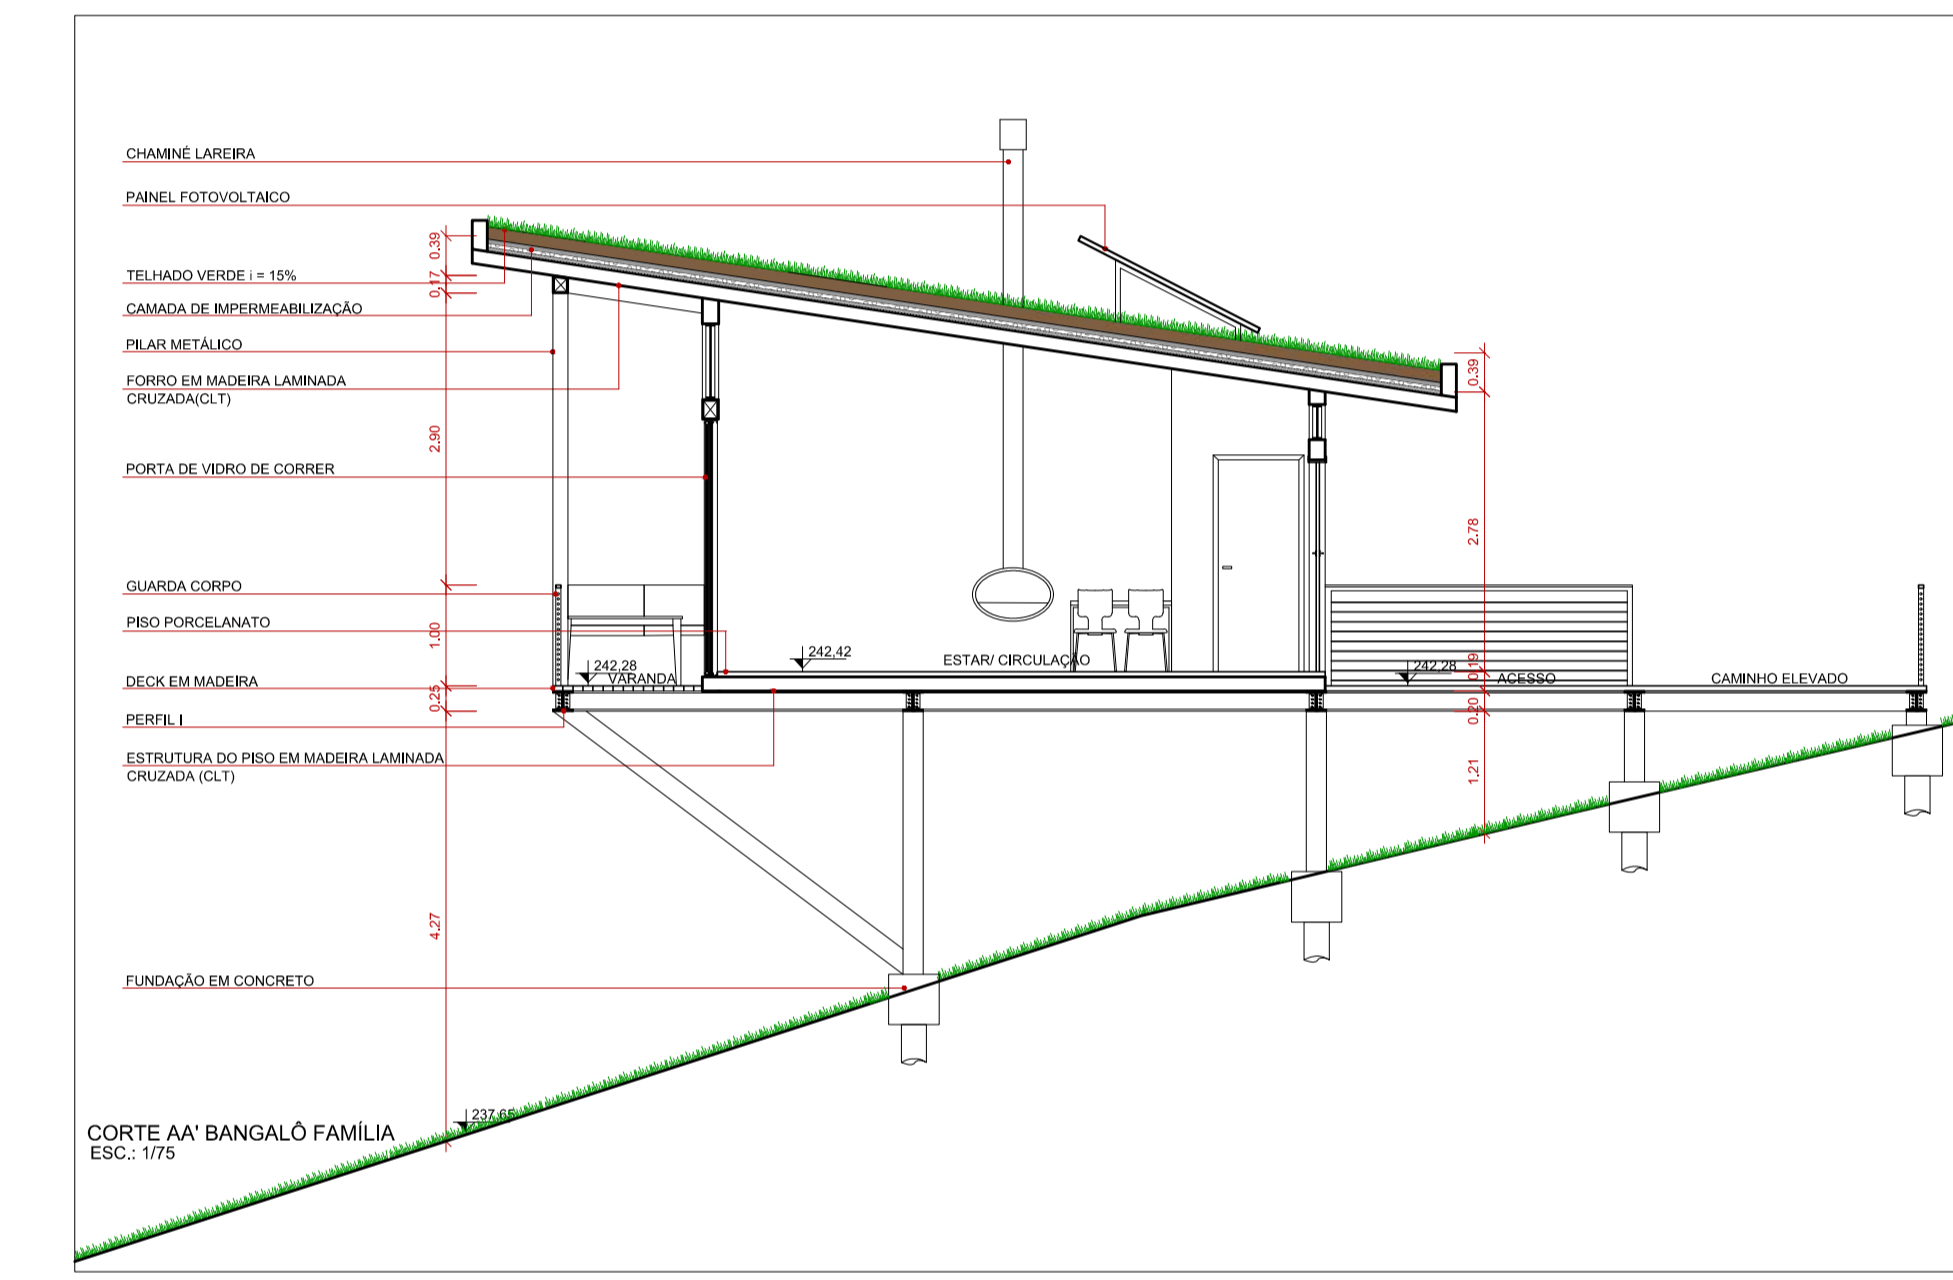 CHAMINÉ LAREIRA
PAINEL FOTOVOLTAICO
TELHADO VERDE i = 15%
CAMADA DE IMPERMEABILIZAÇÃO
PILAR METÁLICO
FORRO EM MADEIRA LAMINADA
CRUZADA(CLT)
PORTA DE VIDRO DE CORRER
GUARDA CORPO
PISO PORCELANATO
DECK EM MADEIRA
PERFIL I
ESTRUTURA DO PISO EM MADEIRA LAMINADA
CRUZADA (CLT)
FUNDAÇÃO EM CONCRETO
0.39
0.17
2.90
1.00
0.25
4.27
242,28
VARANDA
242,42
ESTAR/ CIRCULAÇÃO
242,28
ACESSO
CAMINHO ELEVADO
0.39
2.78
0.19
0.20
1.21
237,65
CORTE AA' BANGALÔ FAMÍLIA
ESC.: 1/75